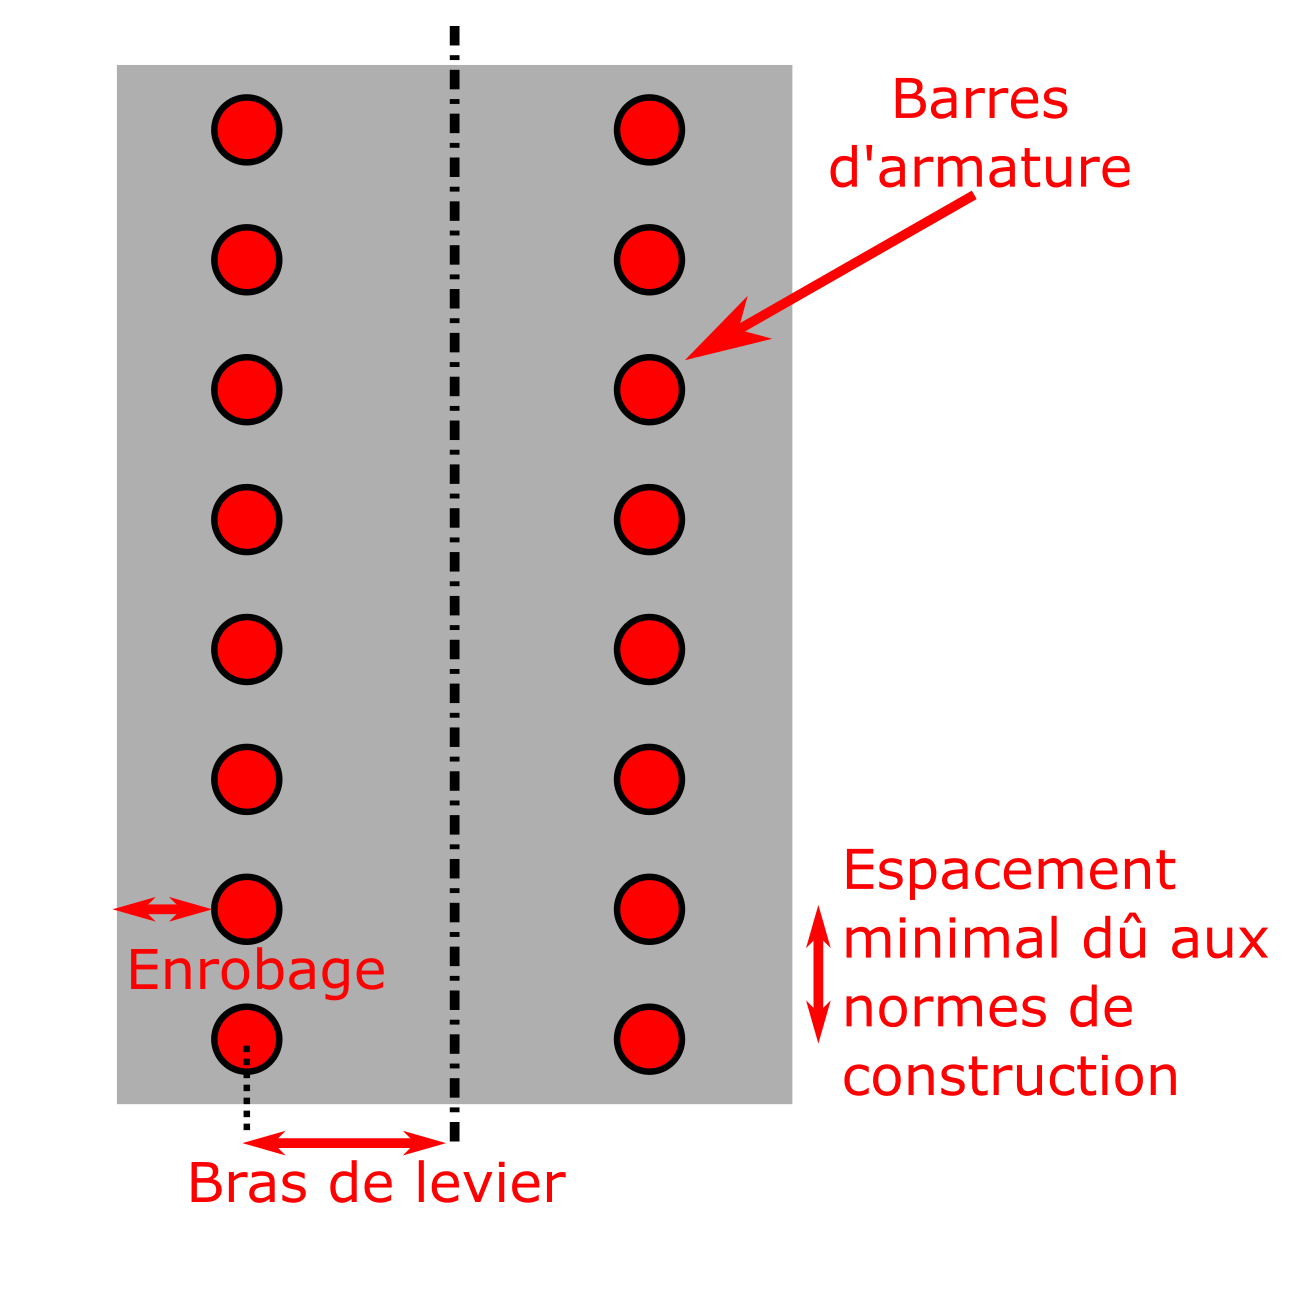 Barres
d'armature
Espacement
minimal dû aux
normes de
construction
Enrobage
Bras de levier